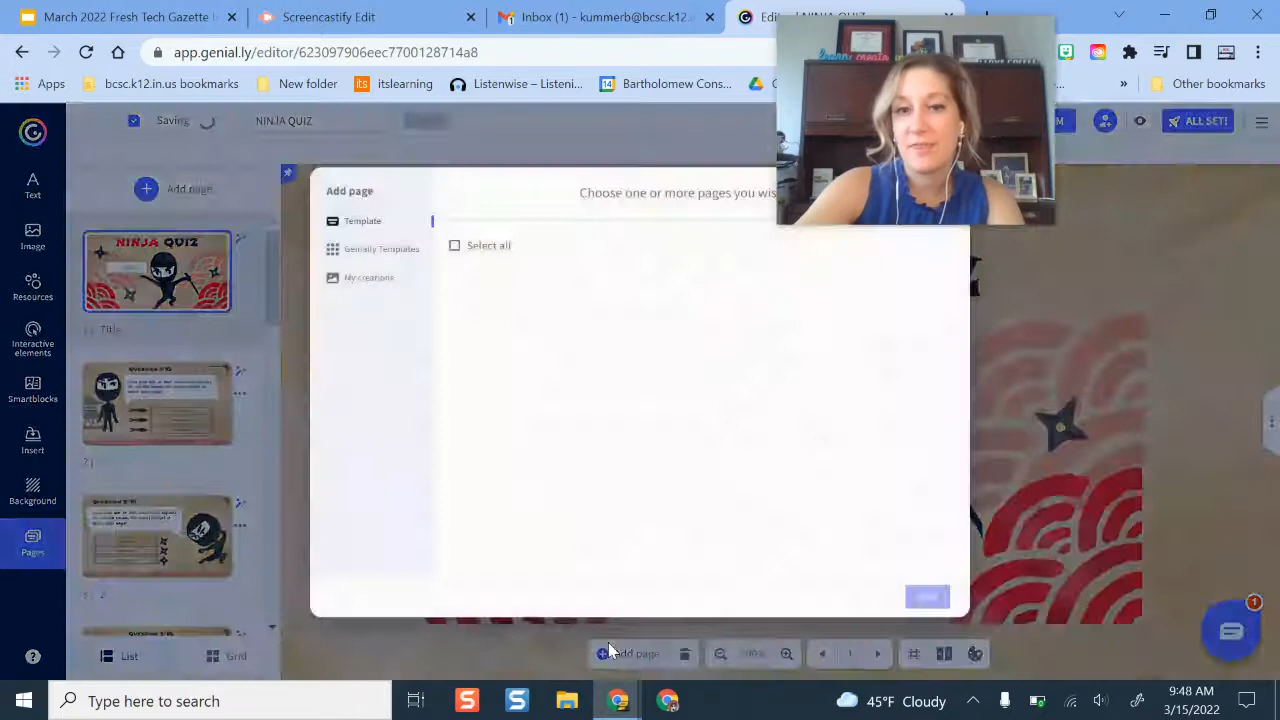 March 2022 Fresh Tech Gazette
Screencastify Edit
Inbox (1) - kummerb@bcsc.k12.
app.genial.ly/editor/623097906eec7700128714a8
Apps
bcsc.k12.in.us bookmarks
New folder
itslearning
Listenwise – Listeni...
Bartholomew Cons...
Other bookmarks
Saving
NINJA QUIZ
ALL SET!
Text
Add page
Add page
Choose one or more pages you wis
NINJA QUIZ
Template
Select all
Image
Genially Templates
My creations
Resources
Title
Interactive
elements
Smartblocks
2
Insert
Background
Pages
1
List
Grid
Add page
1
Type here to search
45°F Cloudy
9:48 AM
3/15/2022